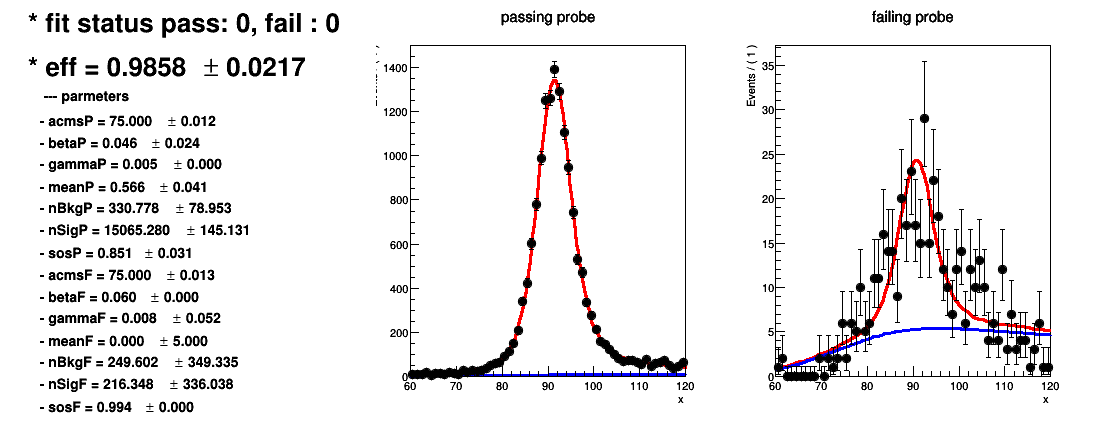 * fit status pass: 0, fail : 0
* eff = 0.9858 ± 0.0217
--- parmeters
- acmsP = 75.000 ± 0.012
- betaP = 0.046 ± 0.024
- gammaP = 0.005 ± 0.000
- meanP = 0.566 ± 0.041
- nBkgP = 330.778 ± 78.953
- nSigP = 15065.280 ± 145.131
- sosP = 0.851 ± 0.031
- acmsF = 75.000 ± 0.013
- betaF = 0.060 ± 0.000
- gammaF = 0.008 ± 0.052
- meanF = 0.000 ± 5.000
- nBkgF = 249.602 ± 349.335
- nSigF = 216.348 ± 336.038
- sosF = 0.994 ± 0.000
passing probe
1400
1200
1000
800
600
400
200
0
60 70 80 90 100 110 120
x
failing probe
Events / ( 1 )
35
30
25
20
15
10
5
0
60 70 80 90 100 110 120
x